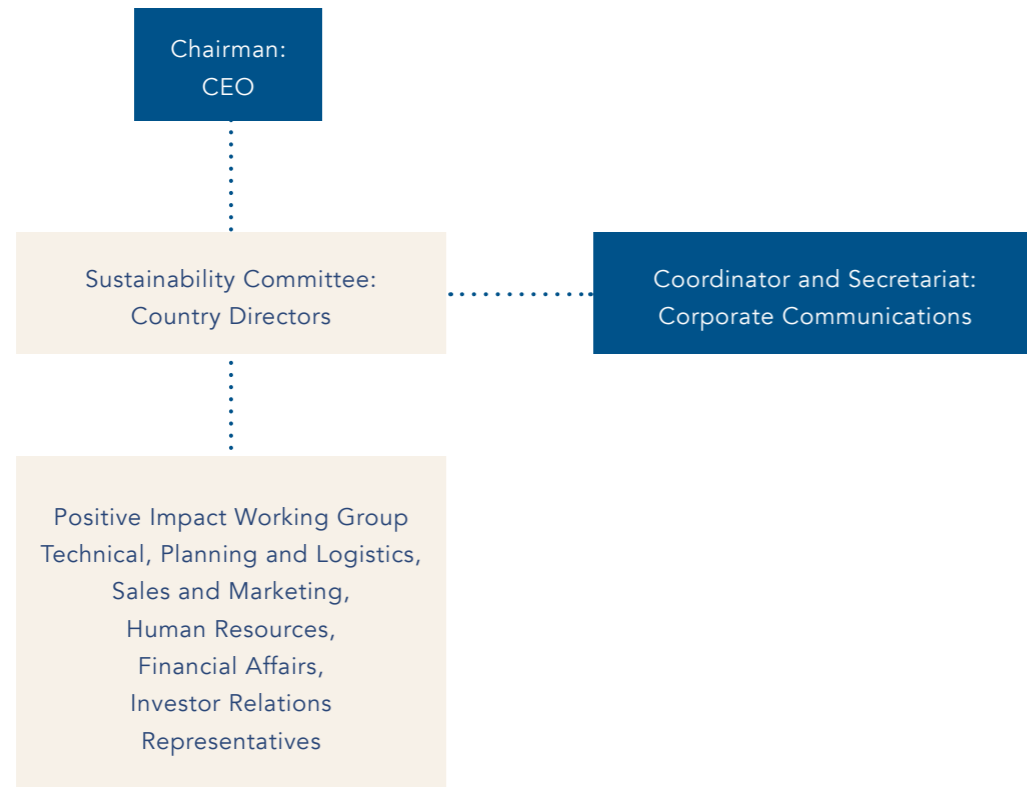 Chairman:
CEO
Sustainability Committee:
Country Directors
Coordinator and Secretariat:
Corporate Communications
Positive Impact Working Group
Technical, Planning and Logistics,
Sales and Marketing,
Human Resources,
Financial Affairs,
Investor Relations
Representatives